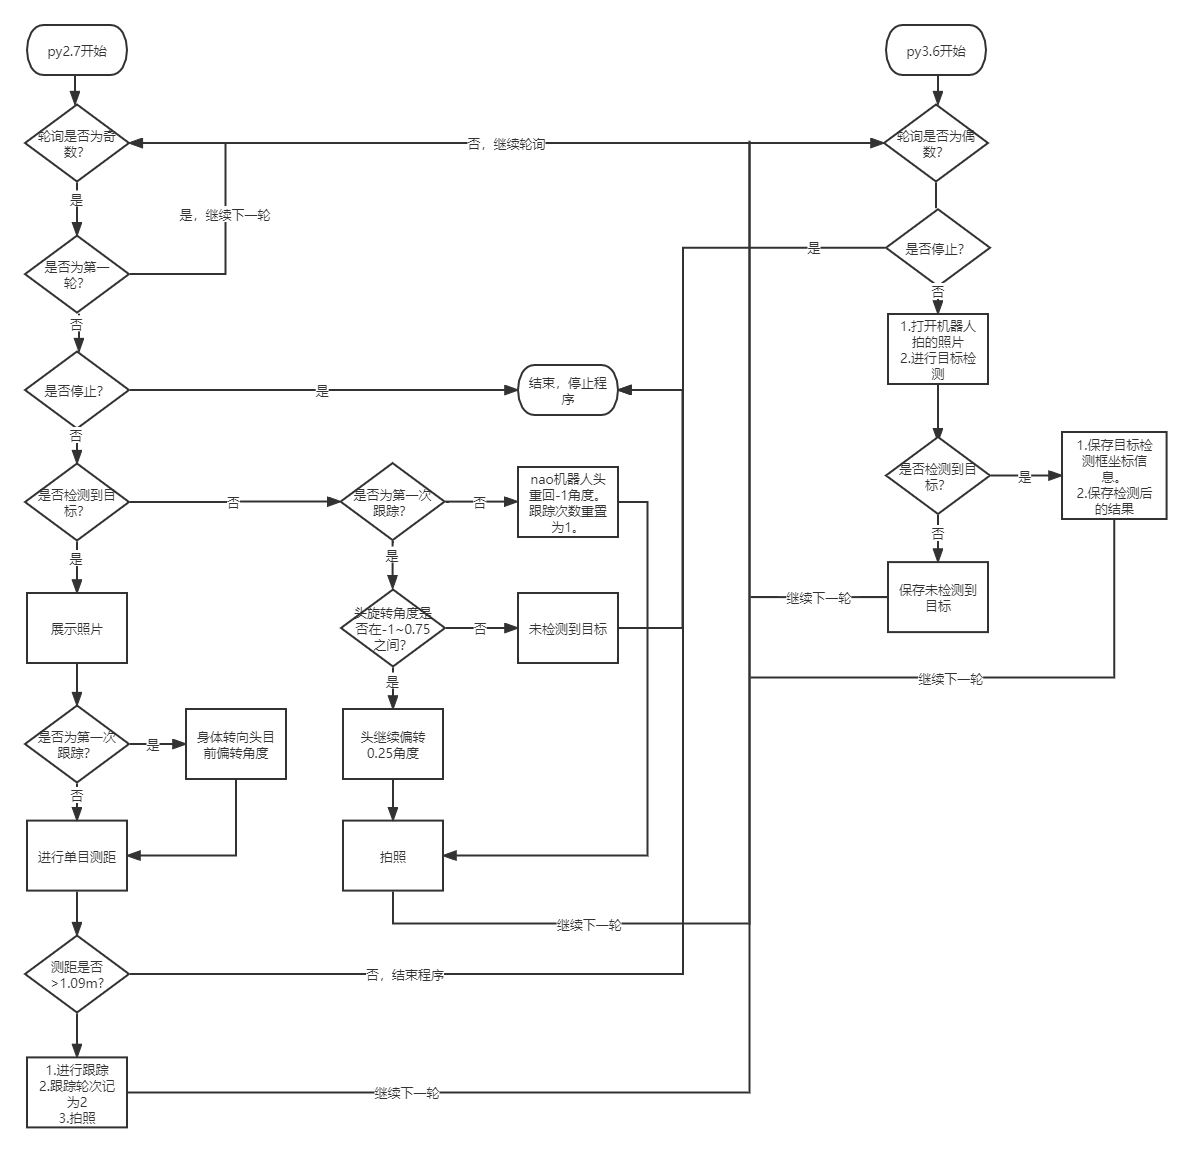 py2.7开始
py3.6开始
轮询是否为奇
数?
否，继续轮询
轮询是否为偶
数?
是
是，继续下一轮
是否为第一
轮?
是
是否停止?
否
否
1.打开机器人
拍的照片
2.进行目标检
测
是否停止?
是
结束，停止程
序
否
是否检测到目
标?
否
是否为第一次
跟踪?
否
nao机器人头
重回-1角度。
跟踪次数重置
为1。
是否检测到目
标?
是
1.保存目标检
测框坐标信
息。
2.保存检测后
的结果
否
是
是
展示照片
头旋转角度是
否在-1~0.75
之间?
否
未检测到目标
继续下一轮
保存未检测到
目标
是
继续下一轮
是否为第一次
跟踪?
是
身体转向头目
前偏转角度
头继续偏转
0.25角度
否
进行单目测距
拍照
继续下一轮
测距是否
>1.09m?
否，结束程序
1.进行跟踪
2.跟踪轮次记
为2
3.拍照
继续下一轮